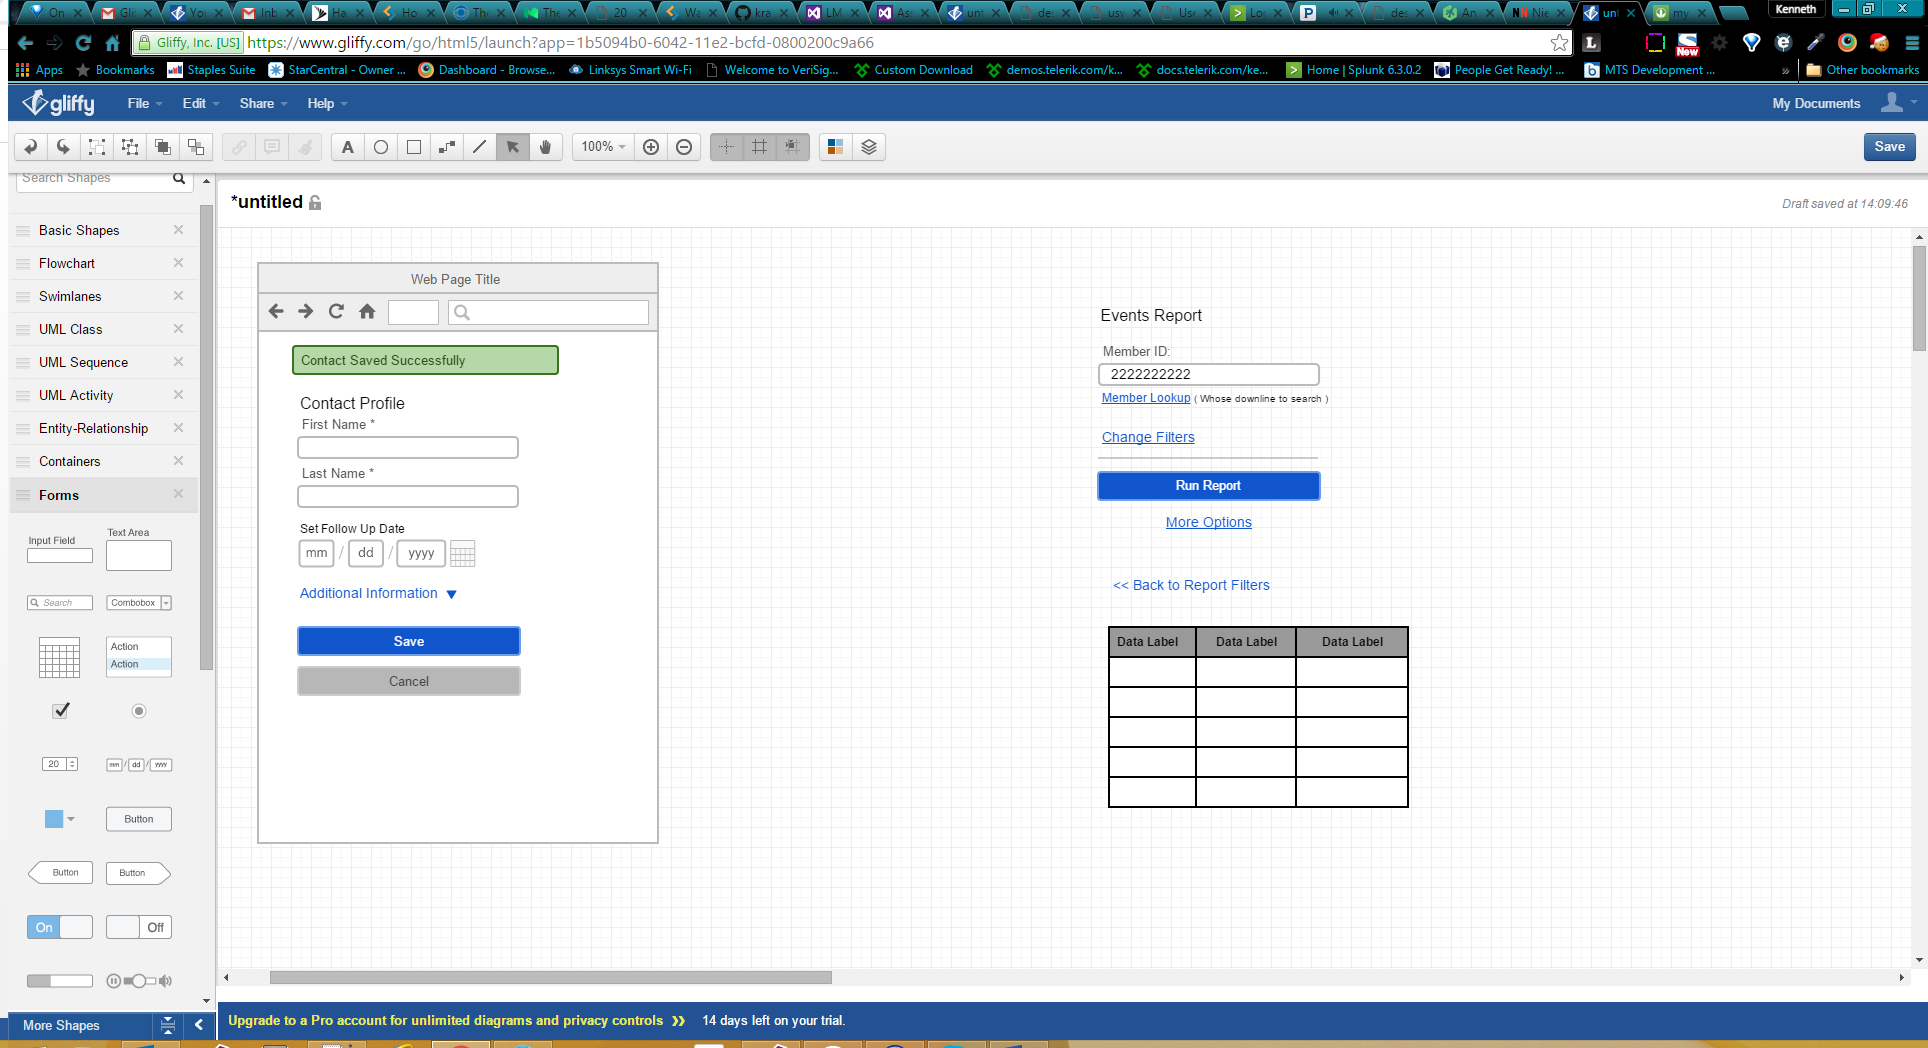 On
Gli
You
Inb
Ha
Ho
The
The
20
Wa
kra
LM
Ass
unt
de
usv
Use
Lo
des
An
Nie
unt
my
Kenneth
Gliffy, Inc. [US] https://www.gliffy.com/go/html5/launch?app=1b5094b0-6042-11e2-bcfd-0800200c9a66
New
Apps Bookmarks Staples Suite StarCentral - Owner ... Dashboard - Browse... Linksys Smart Wi-Fi Welcome to VeriSig... Custom Download demos.telerik.com/k... docs.telerik.com/ke... Home | Splunk 6.3.0.2 People Get Ready! ... MTS Development ... » Other bookmarks
gliffy File Edit Share Help My Documents
A 100% Save
Search Shapes
*untitled
Draft saved at 14:09:46
Basic Shapes
Flowchart
Swimlanes
UML Class
UML Sequence
UML Activity
Entity-Relationship
Containers
Forms
Input Field
Text Area
Search
Combobox
Action
Action
20
mm / dd / yyyy
Button
Button
Button
On
Off
More Shapes
Web Page Title
Contact Saved Successfully
Contact Profile
First Name *
Last Name *
Set Follow Up Date
mm / dd / yyyy
Additional Information
Save
Cancel
Events Report
Member ID:
2222222222
Member Lookup ( Whose downline to search )
Change Filters
Run Report
More Options
<< Back to Report Filters
Data Label Data Label Data Label
Upgrade to a Pro account for unlimited diagrams and privacy controls » 14 days left on your trial.